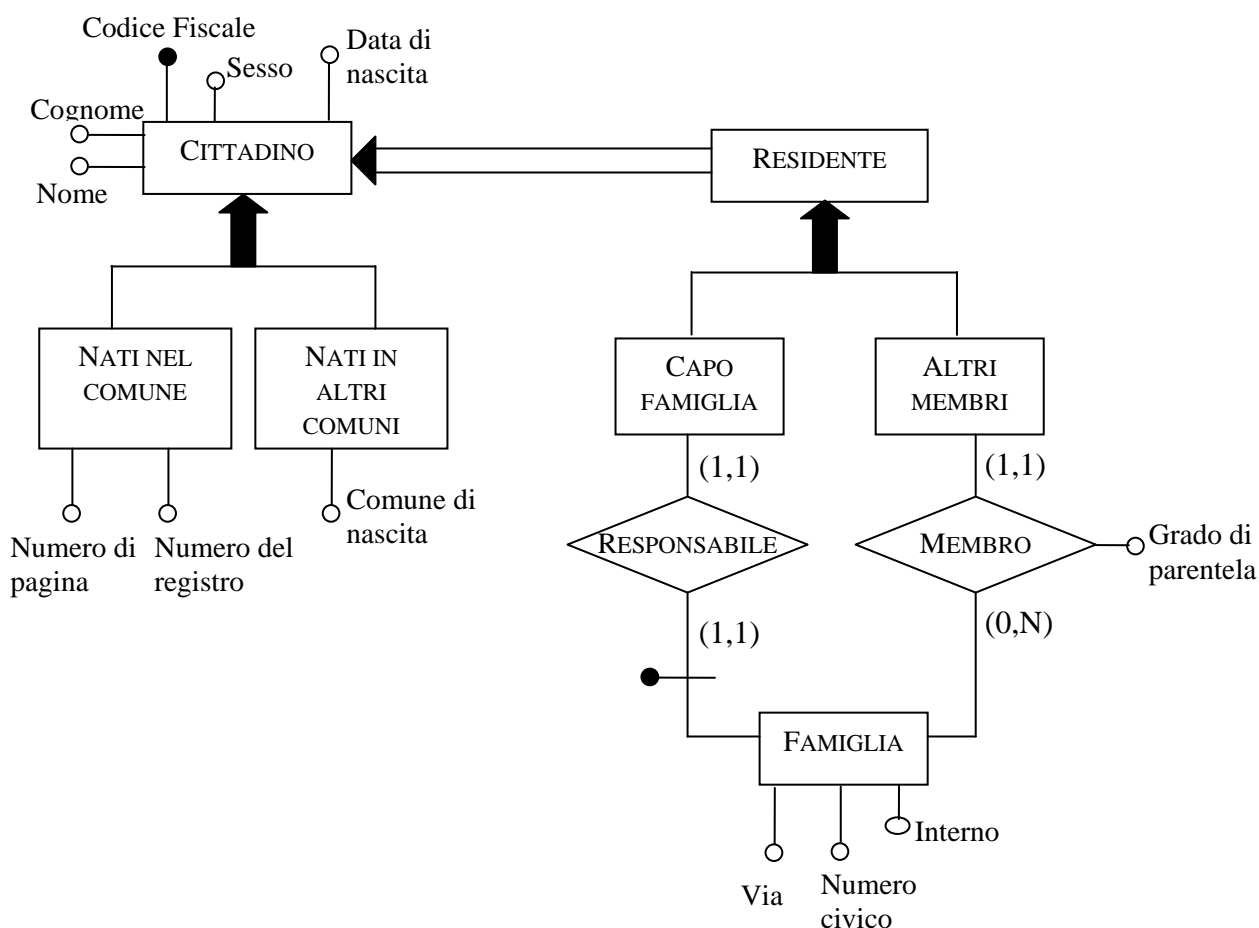 Codice Fiscale
Sesso
Data di
nascita
Cognome
Nome
CITTADINO
RESIDENTE
NATI NEL
COMUNE
NATI IN
ALTRI
COMUNI
CAPO
FAMIGLIA
ALTRI
MEMBRI
Numero di
pagina
Numero del
registro
Comune di
nascita
(1,1)
(1,1)
RESPONSABILE
MEMBRO
Grado di
parentela
(1,1)
(0,N)
FAMIGLIA
Via
Numero
civico
Interno